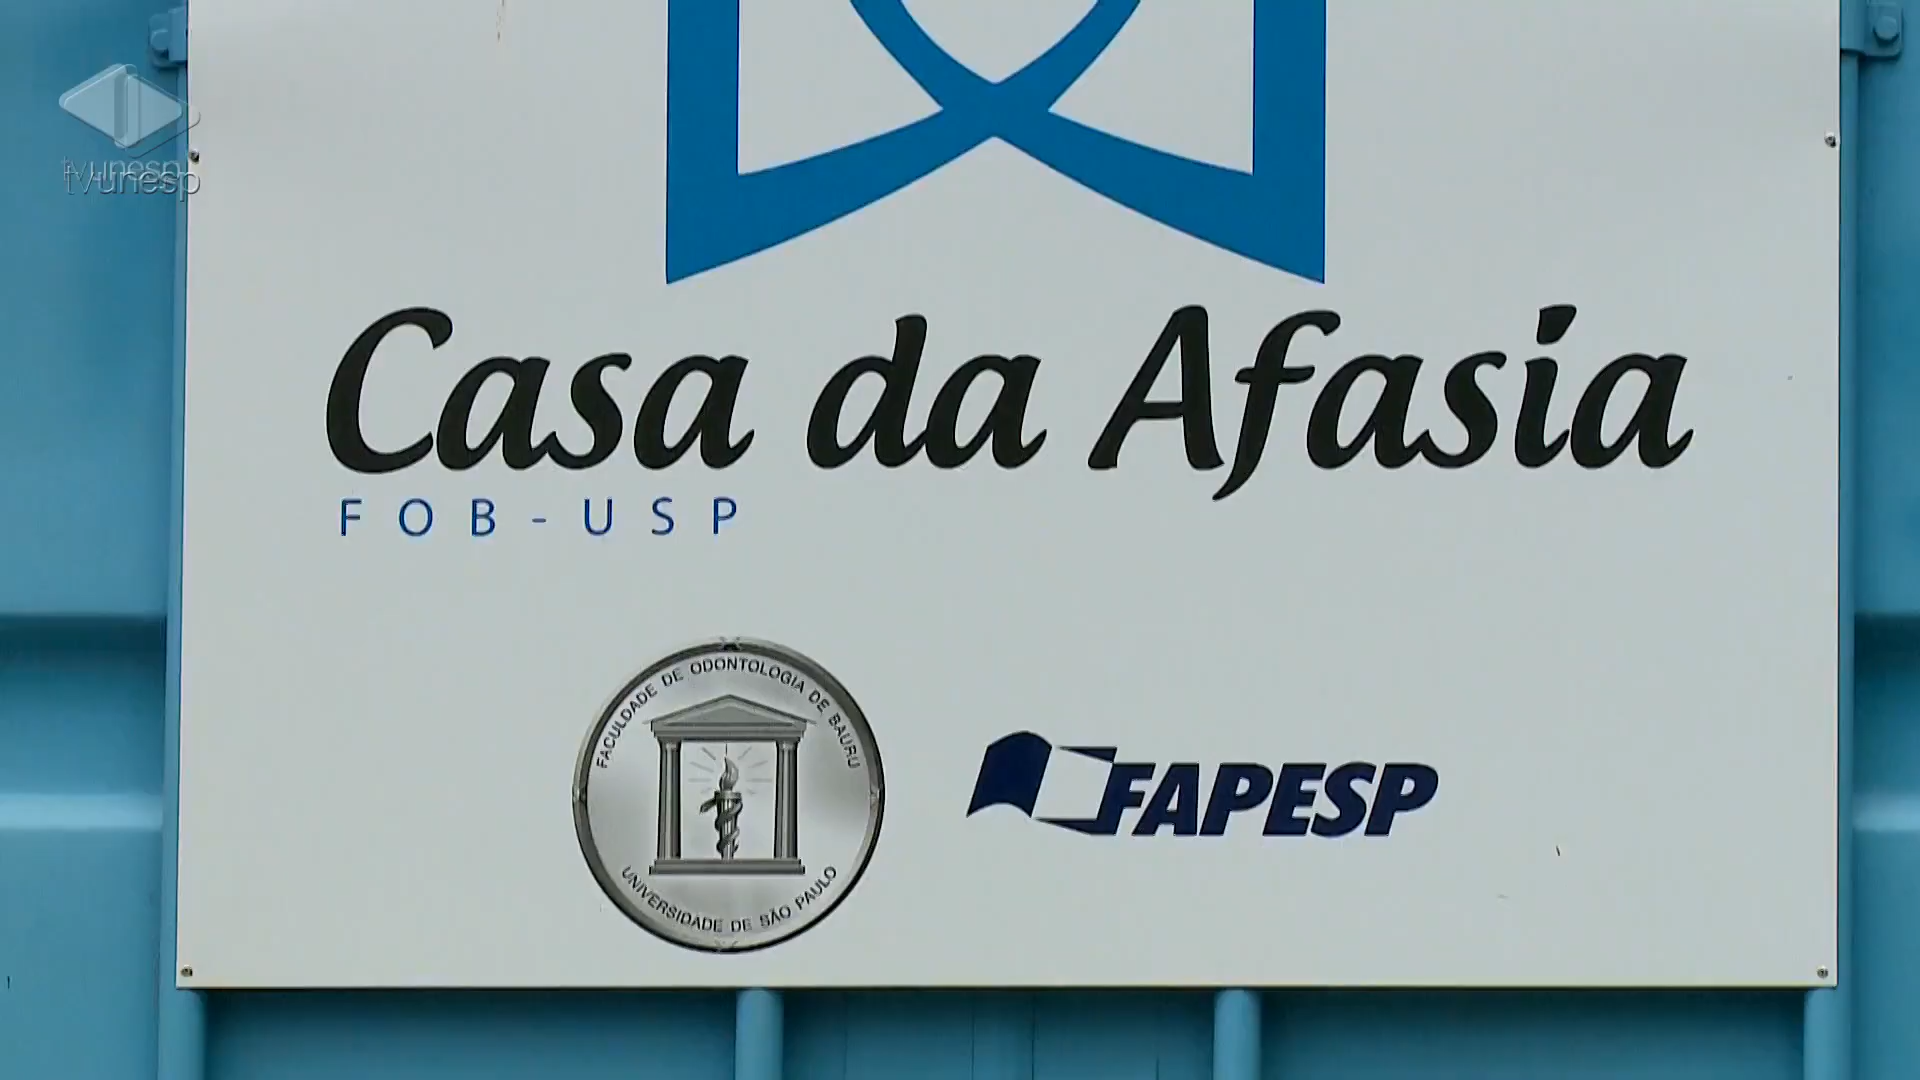 tvunesp
Casa da Afasia
FOB-USP
FACULDADE DE ODONTOLOGIA DE BAURU
UNIVERSIDADE DE SÃO PAULO
FAPESP